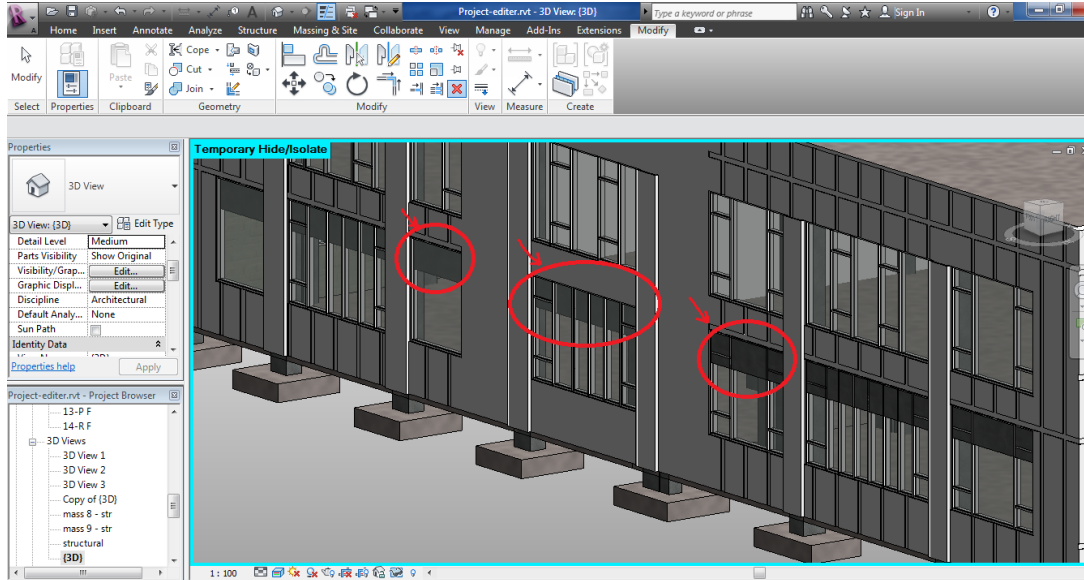 Project-editer.rvt - 3D View: {3D}
Type a keyword or phrase
Sign In
Home Insert Annotate Analyze Structure Massing & Site Collaborate View Manage Add-Ins Extensions Modify
Modify
Properties
Paste
Cope
Cut
Join
Select Properties Clipboard Geometry Modify View Measure Create
Properties
3D View
3D View: {3D} Edit Type
Detail Level Medium
Parts Visibility Show Original
Visibility/Grap... Edit...
Graphic Displ... Edit...
Discipline Architectural
Default Analy... None
Sun Path
Identity Data
Properties help Apply
Project-editer.rvt - Project Browser
13-P F
14-R F
3D Views
3D View 1
3D View 2
3D View 3
Copy of {3D}
mass 8 - str
mass 9 - str
structural
{3D}
Temporary Hide/Isolate
1 : 100